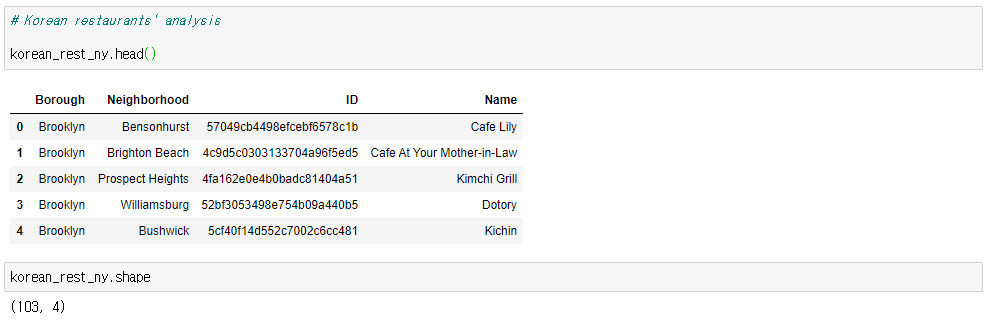 # Korean restaurants' analysis
korean_rest_ny.head()
Borough Neighborhood ID Name
0 Brooklyn Bensonhurst 57049cb4498efcebf6578c1b Cafe Lily
1 Brooklyn Brighton Beach 4c9d5c0303133704a96f5ed5 Cafe At Your Mother-in-Law
2 Brooklyn Prospect Heights 4fa162e0e4b0badc81404a51 Kimchi Grill
3 Brooklyn Williamsburg 52bf3053498e754b09a440b5 Dotory
4 Brooklyn Bushwick 5cf40f14d552c7002c6cc481 Kichin
korean_rest_ny.shape
(103, 4)